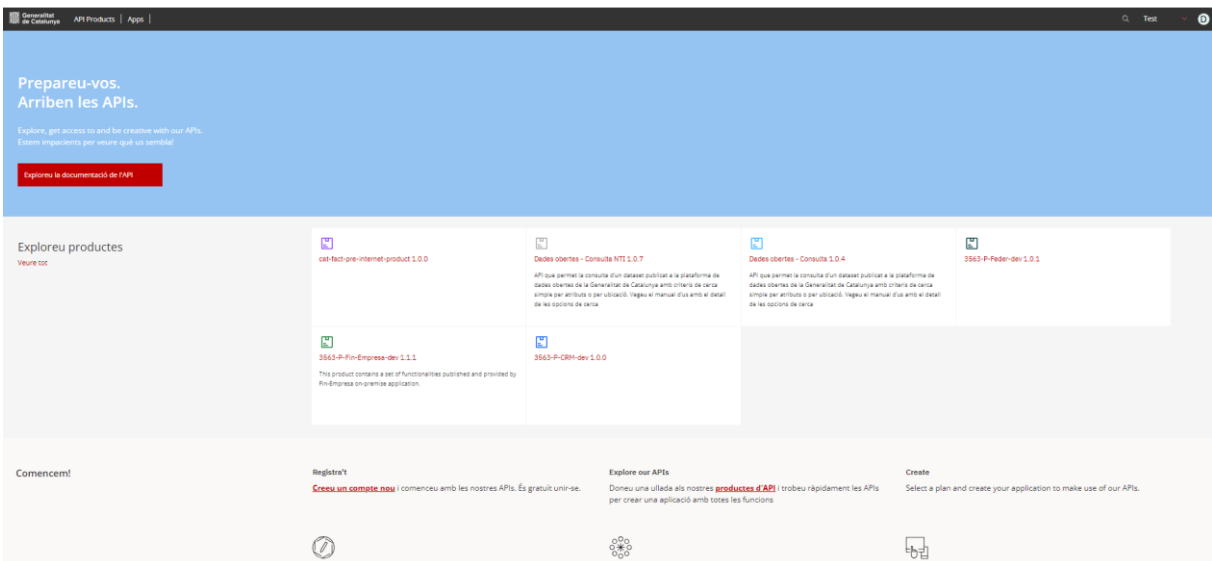 Generalitat
de Catalunya
API Products | Apps |
Test
D
Prepareu-vos.
Arriben les APIs.
Explore, get access to and be creative with our APIs.
Estem impacients per veure què us sembla!
Exploreu la documentació de l'API
Exploreu productes
Veure tot
cat-fact-pre-internet-product 1.0.0
Dades obertes - Consulta NTI 1.0.7
API que permet la consulta d'un dataset publicat a la plataforma de
dades obertes de la Generalitat de Catalunya amb criteris de cerca
simple per atributs o per ubicació. Vegeu el manual d'us amb el detall
de les opcions de cerca
Dades obertes - Consulta 1.0.4
API que permet la consulta d'un dataset publicat a la plataforma de
dades obertes de la Generalitat de Catalunya amb criteris de cerca
simple per atributs o per ubicació. Vegeu el manual d'us amb el detall
de les opcions de cerca
3563-P-Feder-dev 1.0.1
3563-P-Fin-Empresa-dev 1.1.1
This product contains a set of functionalities published and provided by
Fin-Empresa on-premise application.
3563-P-CRM-dev 1.0.0
Comencem!
Registra't
Creeu un compte nou i comenceu amb les nostres APIs. És gratuït unir-se.
Explore our APIs
Doneu una ullada als nostres productes d'API i trobeu ràpidament les APIs
per crear una aplicació amb totes les funcions
Create
Select a plan and create your application to make use of our APIs.